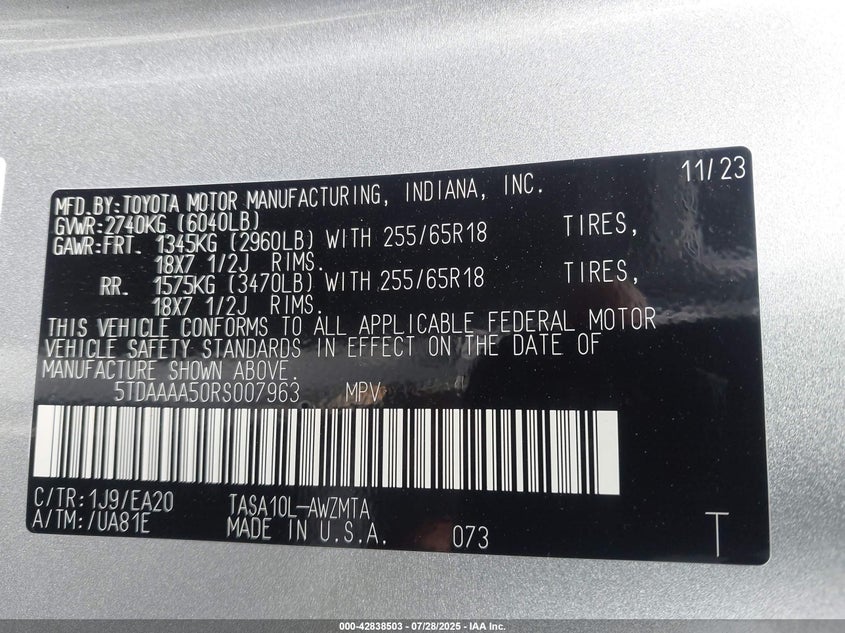 11/23
MFD.BY:TOYOTA MOTOR MANUFACTURING, INDIANA, INC.
GVWR:2740KG (6040LB)
GAWR:FRT. 1345KG (2960LB) WITH 255/65R18 TIRES,
18X7 1/2J RIMS.
RR. 1575KG (3470LB) WITH 255/65R18 TIRES,
18X7 1/2J RIMS.
THIS VEHICLE CONFORMS TO ALL APPLICABLE FEDERAL MOTOR
VEHICLE SAFETY STANDARDS IN EFFECT ON THE DATE OF
MANUFACTURE SHOWN ABOVE.
5TDAAAA50RS007963 MPV
C/TR:1J9/EA20 TASA10L-AWZMTA
A/TM:/UA81E MADE IN U.S.A. 073 T
000-42838503 - 07/28/2025 - IAA Inc.